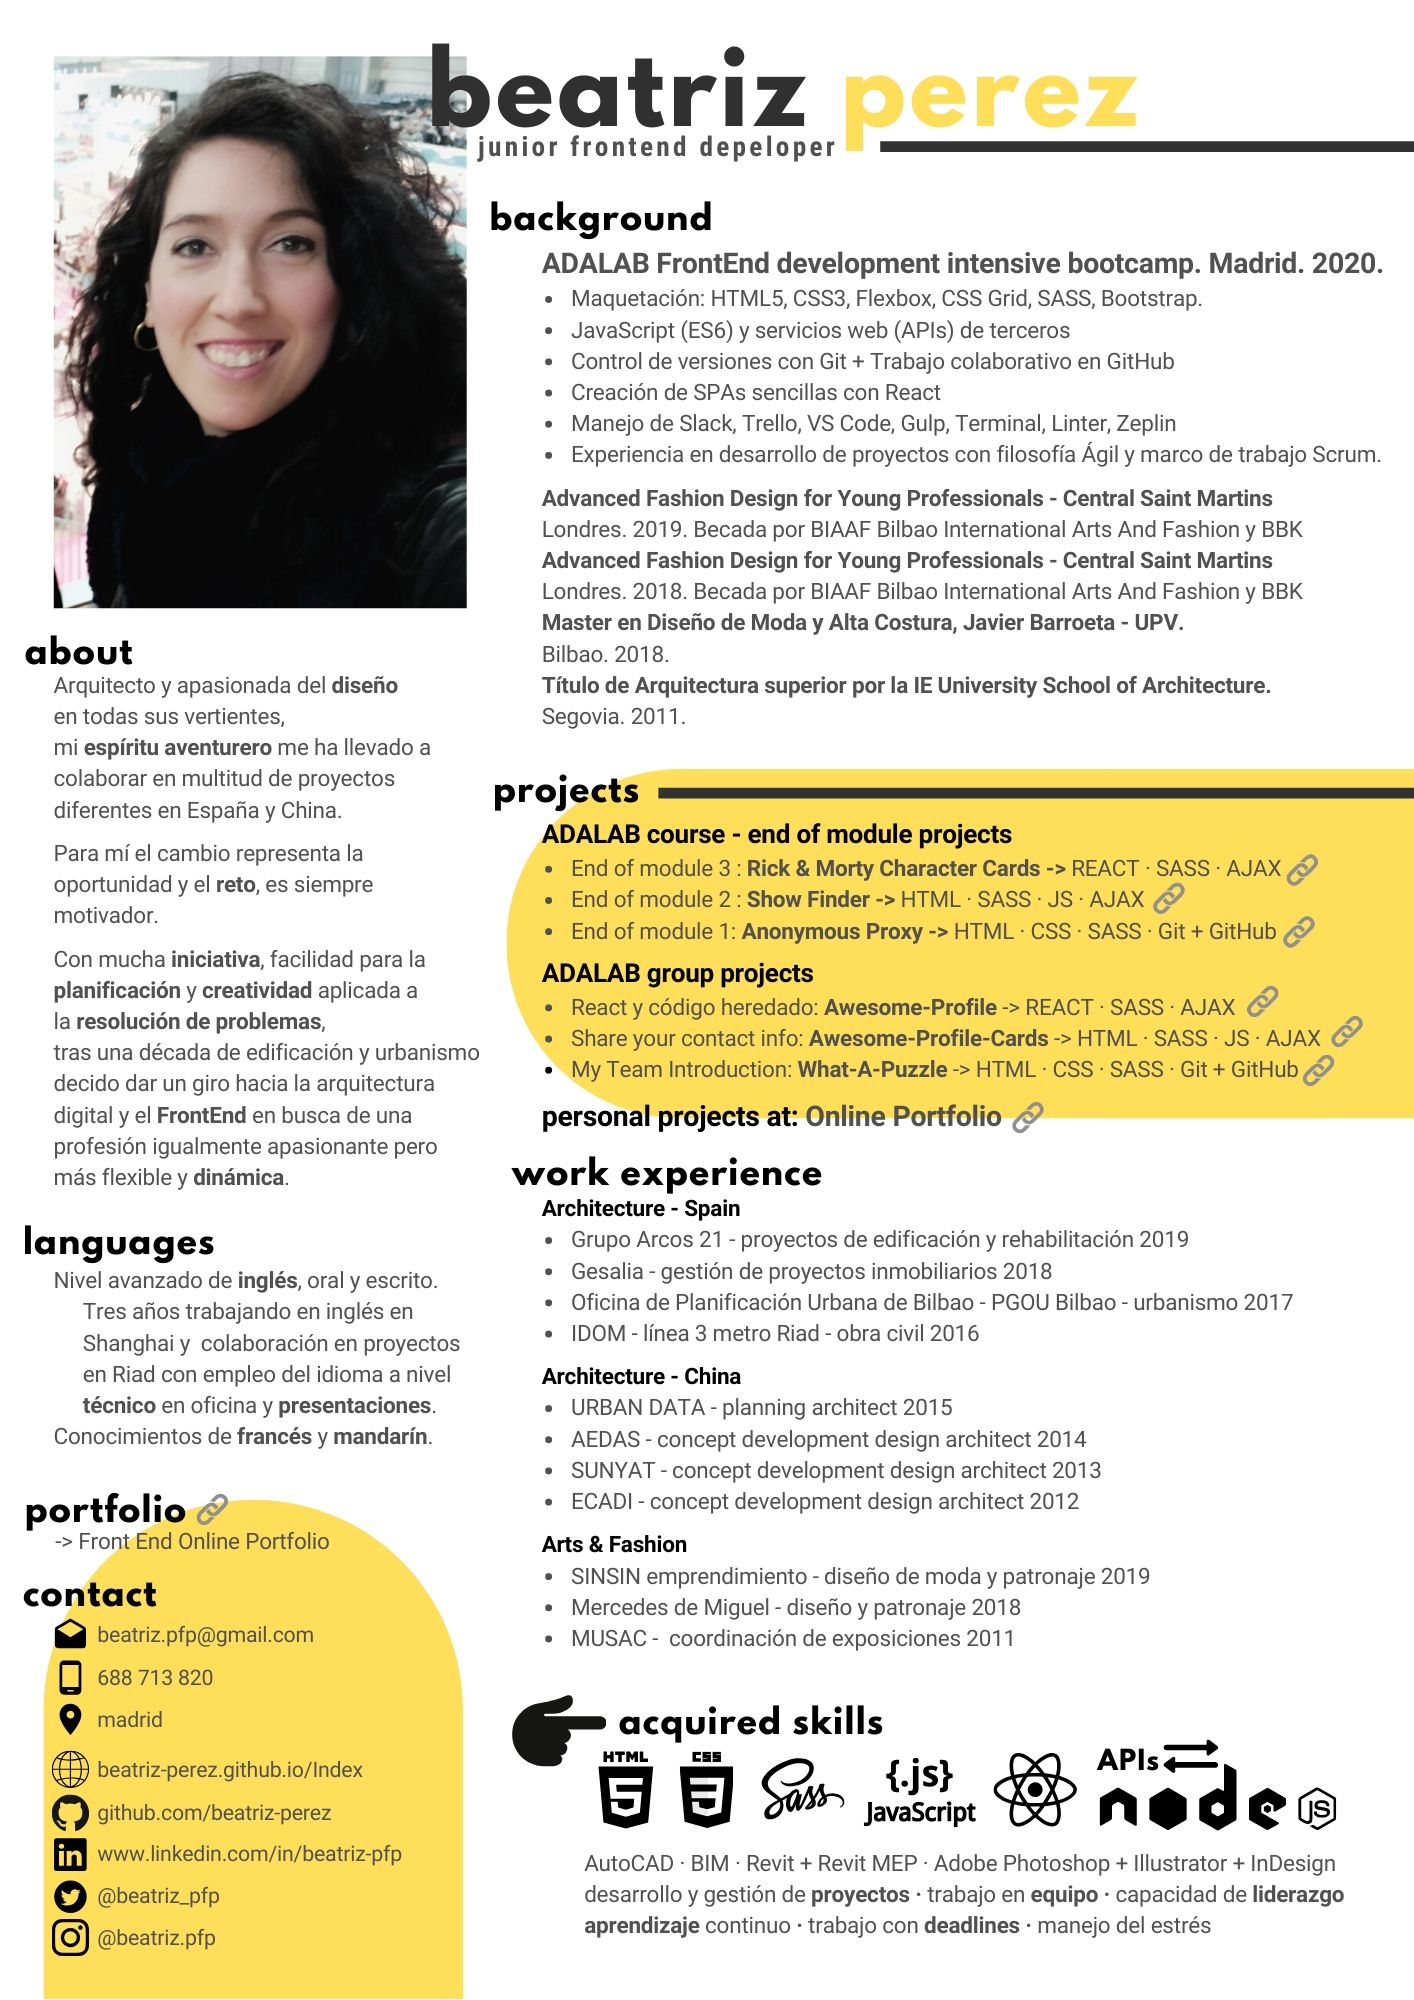 beatriz perez
junior frontend depeloper
background
ADALAB FrontEnd development intensive bootcamp. Madrid. 2020.
• Maquetación: HTML5, CSS3, Flexbox, CSS Grid, SASS, Bootstrap.
• JavaScript (ES6) y servicios web (APIs) de terceros
• Control de versiones con Git + Trabajo colaborativo en GitHub
• Creación de SPAs sencillas con React
• Manejo de Slack, Trello, VS Code, Gulp, Terminal, Linter, Zeplin
• Experiencia en desarrollo de proyectos con filosofía Ágil y marco de trabajo Scrum.
Advanced Fashion Design for Young Professionals - Central Saint Martins
Londres. 2019. Becada por BIAAF Bilbao International Arts And Fashion y BBK
Advanced Fashion Design for Young Professionals - Central Saint Martins
Londres. 2018. Becada por BIAAF Bilbao International Arts And Fashion y BBK
Master en Diseño de Moda y Alta Costura, Javier Barroeta - UPV.
Bilbao. 2018.
Título de Arquitectura superior por la IE University School of Architecture.
Segovia. 2011.
about
Arquitecto y apasionada del diseño
en todas sus vertientes,
mi espíritu aventurero me ha llevado a
colaborar en multitud de proyectos
diferentes en España y China.
Para mí el cambio representa la
oportunidad y el reto, es siempre
motivador.
Con mucha iniciativa, facilidad para la
planificación y creatividad aplicada a
la resolución de problemas,
tras una década de edificación y urbanismo
decido dar un giro hacia la arquitectura
digital y el FrontEnd en busca de una
profesión igualmente apasionante pero
más flexible y dinámica.
languages
Nivel avanzado de inglés, oral y escrito.
Tres años trabajando en inglés en
Shanghai y colaboración en proyectos
en Riad con empleo del idioma a nivel
técnico en oficina y presentaciones.
Conocimientos de francés y mandarín.
portfolio
-> Front End Online Portfolio
contact
beatriz.pfp@gmail.com
688 713 820
madrid
beatriz-perez.github.io/Index
github.com/beatriz-perez
www.linkedin.com/in/beatriz-pfp
@beatriz_pfp
@beatriz.pfp
projects
ADALAB course - end of module projects
• End of module 3 : Rick & Morty Character Cards -> REACT · SASS · AJAX
• End of module 2 : Show Finder -> HTML · SASS · JS · AJAX
• End of module 1: Anonymous Proxy -> HTML · CSS · SASS · Git + GitHub
ADALAB group projects
• React y código heredado: Awesome-Profile -> REACT · SASS · AJAX
• Share your contact info: Awesome-Profile-Cards -> HTML · SASS · JS · AJAX
• My Team Introduction: What-A-Puzzle -> HTML · CSS · SASS · Git + GitHub
personal projects at: Online Portfolio
work experience
Architecture - Spain
• Grupo Arcos 21 - proyectos de edificación y rehabilitación 2019
• Gesalia - gestión de proyectos inmobiliarios 2018
• Oficina de Planificación Urbana de Bilbao - PGOU Bilbao - urbanismo 2017
• IDOM - línea 3 metro Riad - obra civil 2016
Architecture - China
• URBAN DATA - planning architect 2015
• AEDAS - concept development design architect 2014
• SUNYAT - concept development design architect 2013
• ECADI - concept development design architect 2012
Arts & Fashion
• SINSIN emprendimiento - diseño de moda y patronaje 2019
• Mercedes de Miguel - diseño y patronaje 2018
• MUSAC - coordinación de exposiciones 2011
acquired skills
HTML 5 CSS 3 Sass {.js} JavaScript APIs node JS
AutoCAD · BIM · Revit + Revit MEP · Adobe Photoshop + Illustrator + InDesign
desarrollo y gestión de proyectos · trabajo en equipo · capacidad de liderazgo
aprendizaje continuo · trabajo con deadlines · manejo del estrés